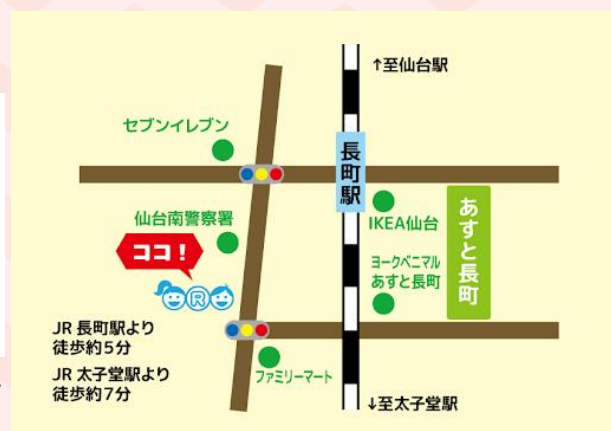 ↑至仙台駅
セブンイレブン
長町駅
仙台南警察署
IKEA仙台
あすと長町
ココ！
ヨークベニマル
あすと長町
R
JR 長町駅より
徒歩約5分
ファミリーマート
JR 太子堂駅より
徒歩約7分
↓至太子堂駅